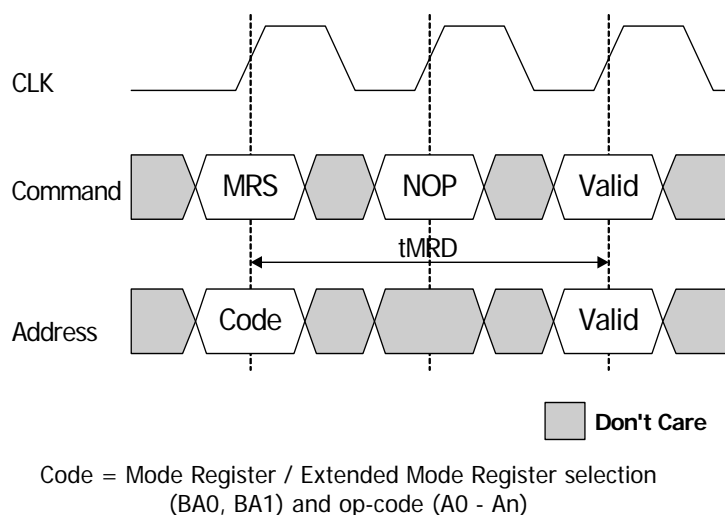 CLK
Command
MRS
NOP
Valid
tMRD
Address
Code
Valid
Don't Care
Code = Mode Register / Extended Mode Register selection
(BA0, BA1) and op-code (A0 - An)